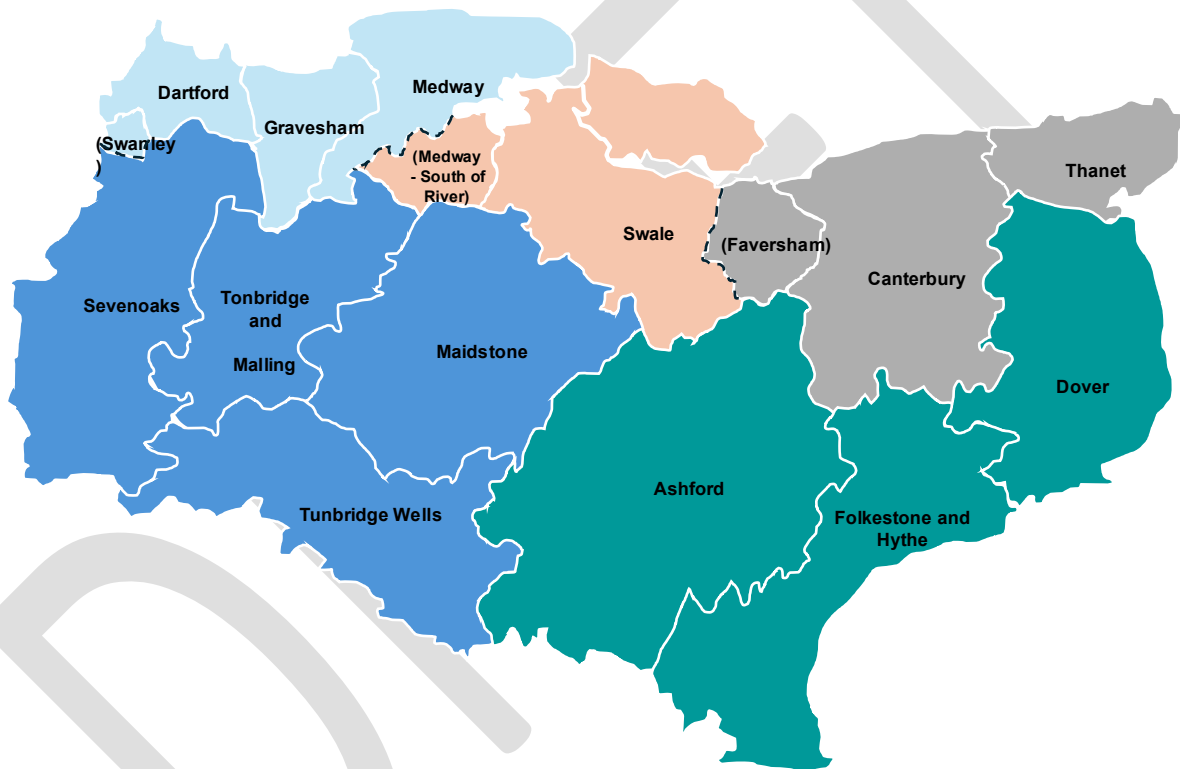 Dartford
Medway
Gravesham
(Swanley
)
(Medway
- South of
River)
Thanet
Swale
(Faversham)
Canterbury
Sevenoaks
Tonbridge
and
Malling
Maidstone
Dover
Ashford
Tunbridge Wells
Folkestone and
Hythe